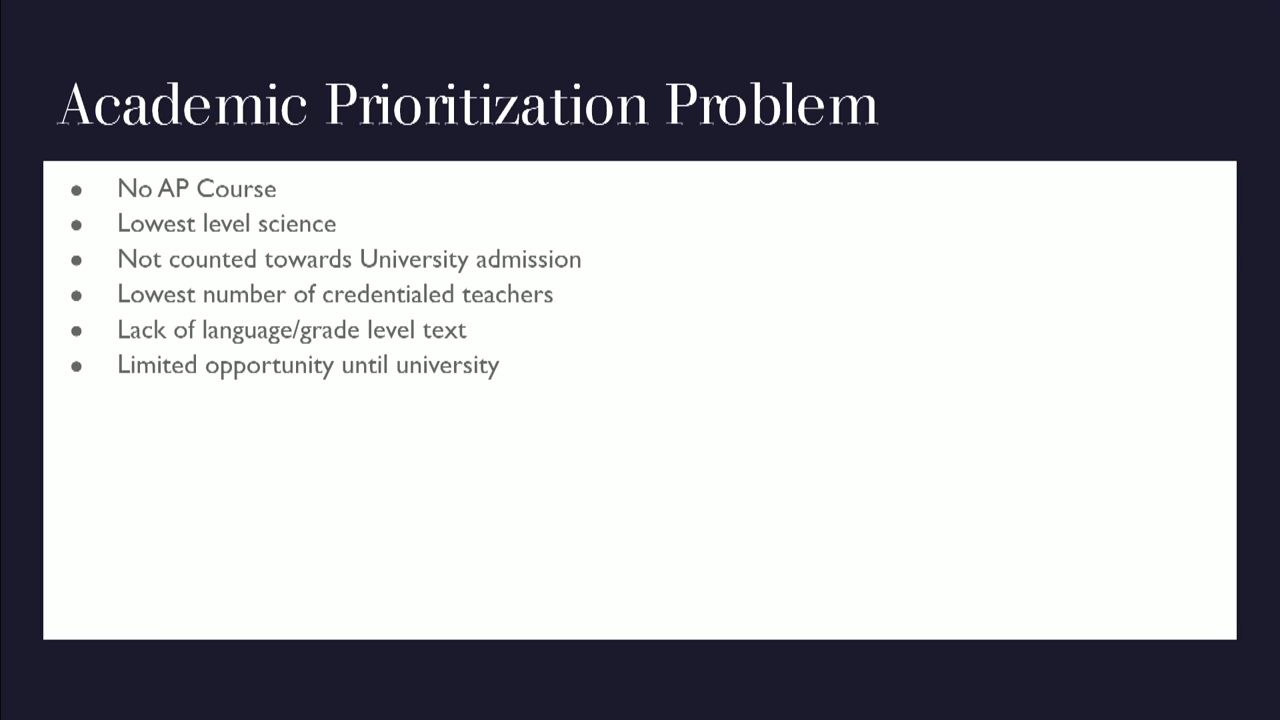 Academic Prioritization Problem
● No AP Course
● Lowest level science
● Not counted towards University admission
● Lowest number of credentialed teachers
● Lack of language/grade level text
● Limited opportunity until university